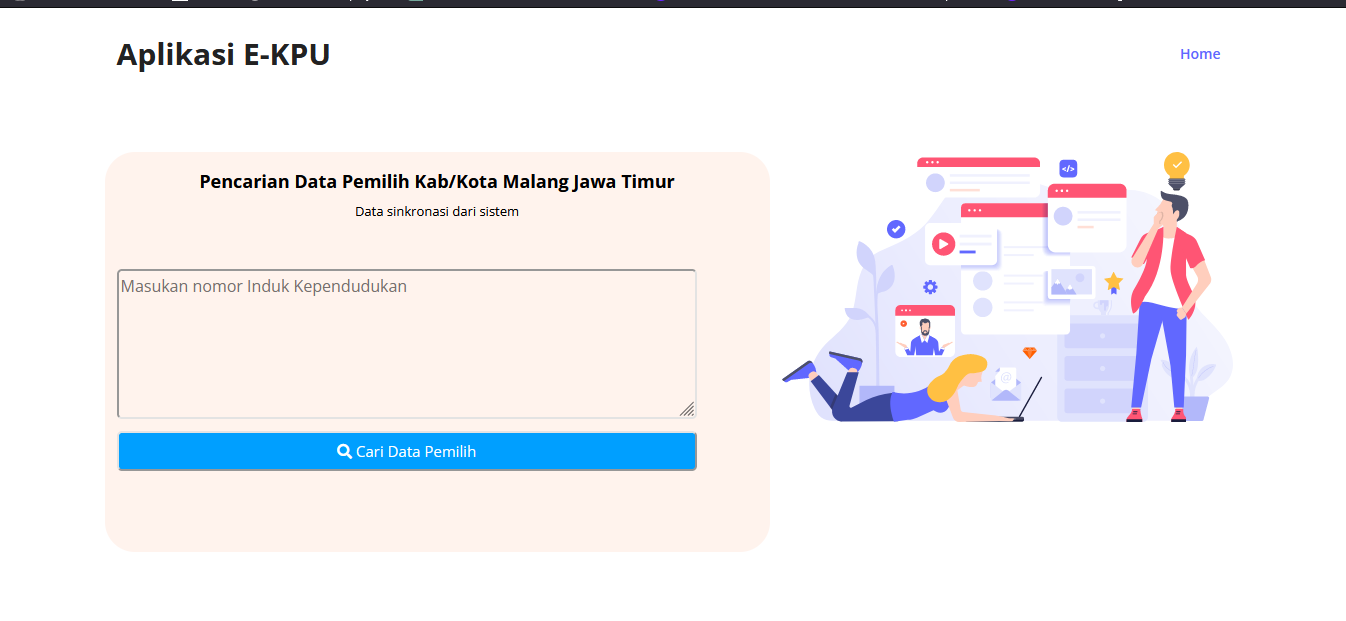 Aplikasi E-KPU
Home
Pencarian Data Pemilih Kab/Kota Malang Jawa Timur
Data sinkronasi dari sistem
Masukan nomor Induk Kependudukan
Cari Data Pemilih